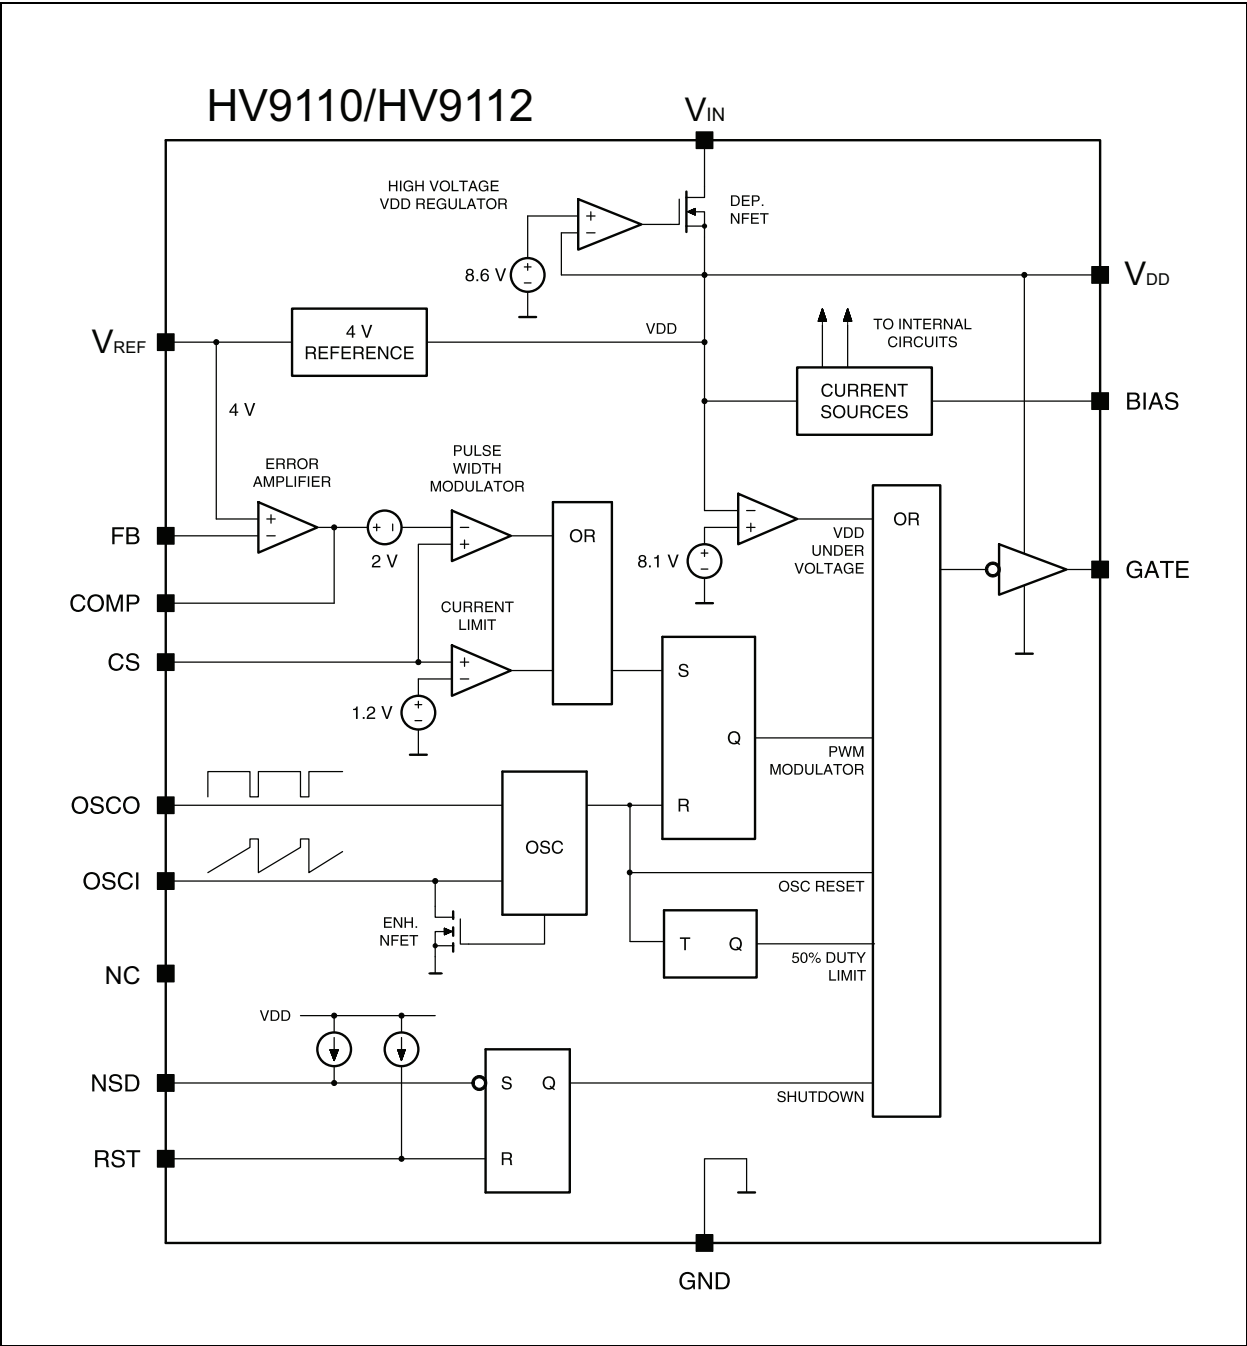 HV9110/HV9112
VIN
HIGH VOLTAGE
VDD REGULATOR
+
−
DEP.
NFET
8.6 V
+
−
VDD
VREF
4 V
REFERENCE
VDD
TO INTERNAL
CIRCUITS
CURRENT
SOURCES
BIAS
4 V
ERROR
AMPLIFIER
PULSE
WIDTH
MODULATOR
+
−
+ −
2 V
−
+
OR
−
+
OR
VDD
UNDER
VOLTAGE
8.1 V
+
−
FB
GATE
COMP
CURRENT
LIMIT
CS
+
−
1.2 V
+
−
S
Q
R
PWM
MODULATOR
OSCO
OSC
OSCI
OSC RESET
ENH.
NFET
T Q
50% DUTY
LIMIT
NC
VDD
NSD
S Q
R
SHUTDOWN
RST
GND